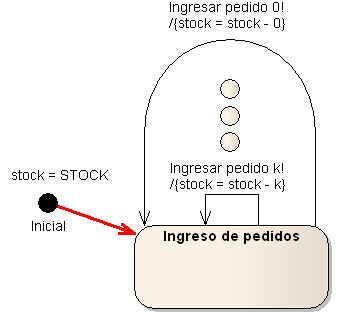 Ingresar pedido 0!
/{stock = stock - 0}
Ingresar pedido k!
/{stock = stock - k}
stock = STOCK
Inicial
Ingreso de pedidos